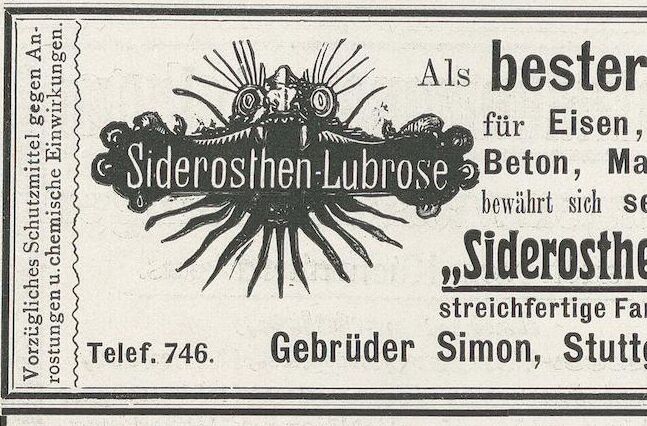 Vorzügliches Schutzmittel gegen An-
rostungen u. chemische Einwirkungen.
Siderosthen-Lubrose
Als bester
für Eisen,
Beton, Ma
bewährt sich se
„Siderosthe
streichfertige Far
Telef. 746.
Gebrüder Simon, Stuttg